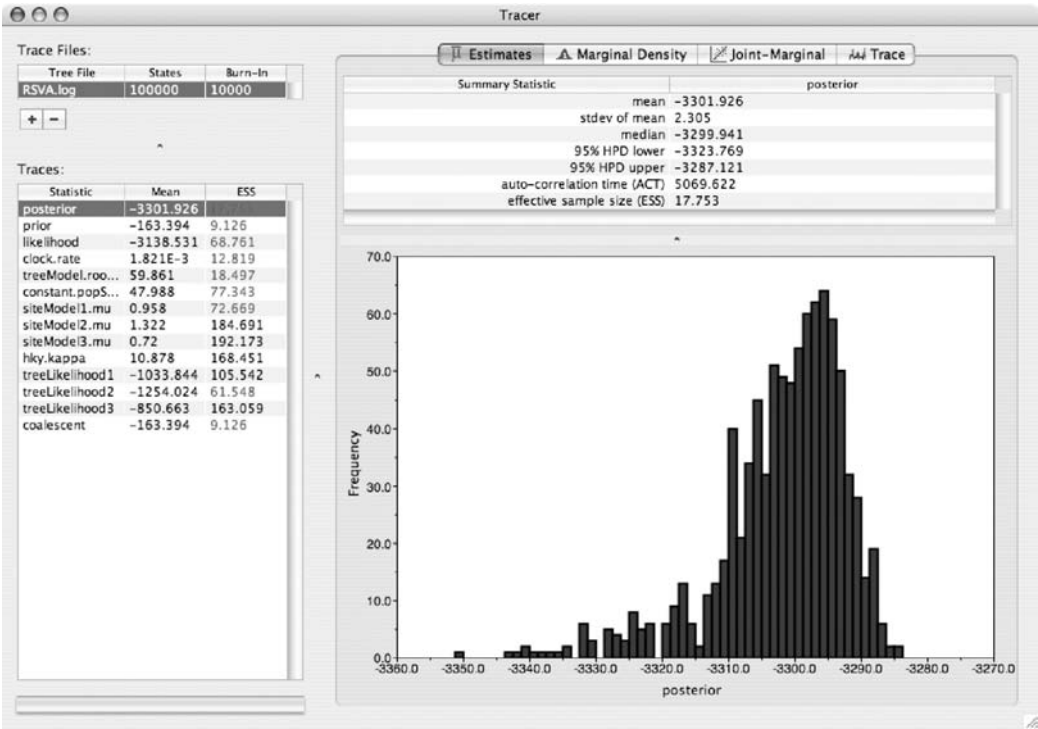 Tracer
Trace Files:
Tree File States Burn-In
RSVA.log 100000 10000
+ −
Traces:
Statistic Mean ESS
posterior -3301.926
prior -163.394 9.126
likelihood -3138.531 68.761
clock.rate 1.821E-3 12.819
treeModel.roo... 59.861 18.497
constant.popS... 47.988 77.343
siteModel1.mu 0.958 72.669
siteModel2.mu 1.322 184.691
siteModel3.mu 0.72 192.173
hky.kappa 10.878 168.451
treeLikelihood1 -1033.844 105.542
treeLikelihood2 -1254.024 61.548
treeLikelihood3 -850.663 163.059
coalescent -163.394 9.126
Estimates Marginal Density Joint-Marginal Trace
Summary Statistic posterior
mean -3301.926
stdev of mean 2.305
median -3299.941
95% HPD lower -3323.769
95% HPD upper -3287.121
auto-correlation time (ACT) 5069.622
effective sample size (ESS) 17.753
70.0
60.0
50.0
40.0
30.0
20.0
10.0
0.0
Frequency
-3360.0 -3350.0 -3340.0 -3330.0 -3320.0 -3310.0 -3300.0 -3290.0 -3280.0 -3270.0
posterior